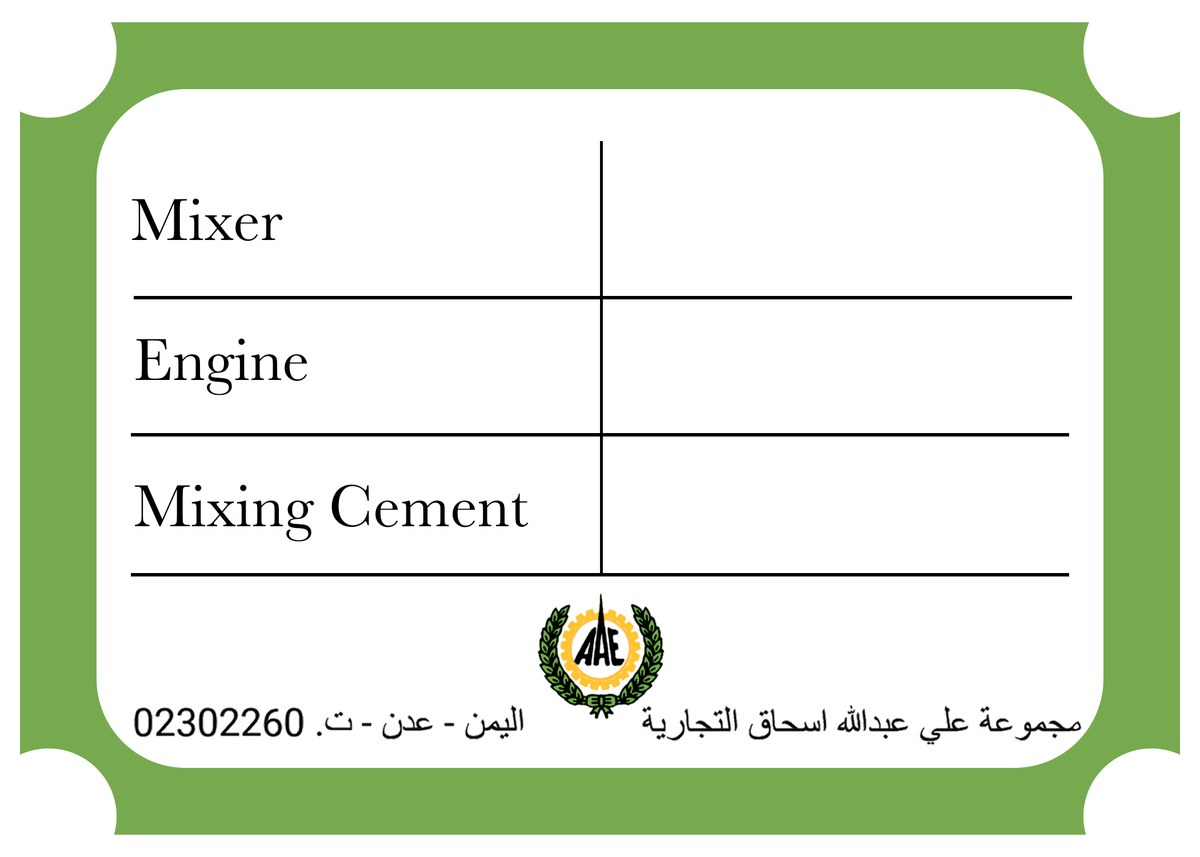 Mixer
Engine
Mixing Cement
AAE
مجموعة علي عبدالله اسحاق التجارية
اليمن - عدن - ت. 02302260